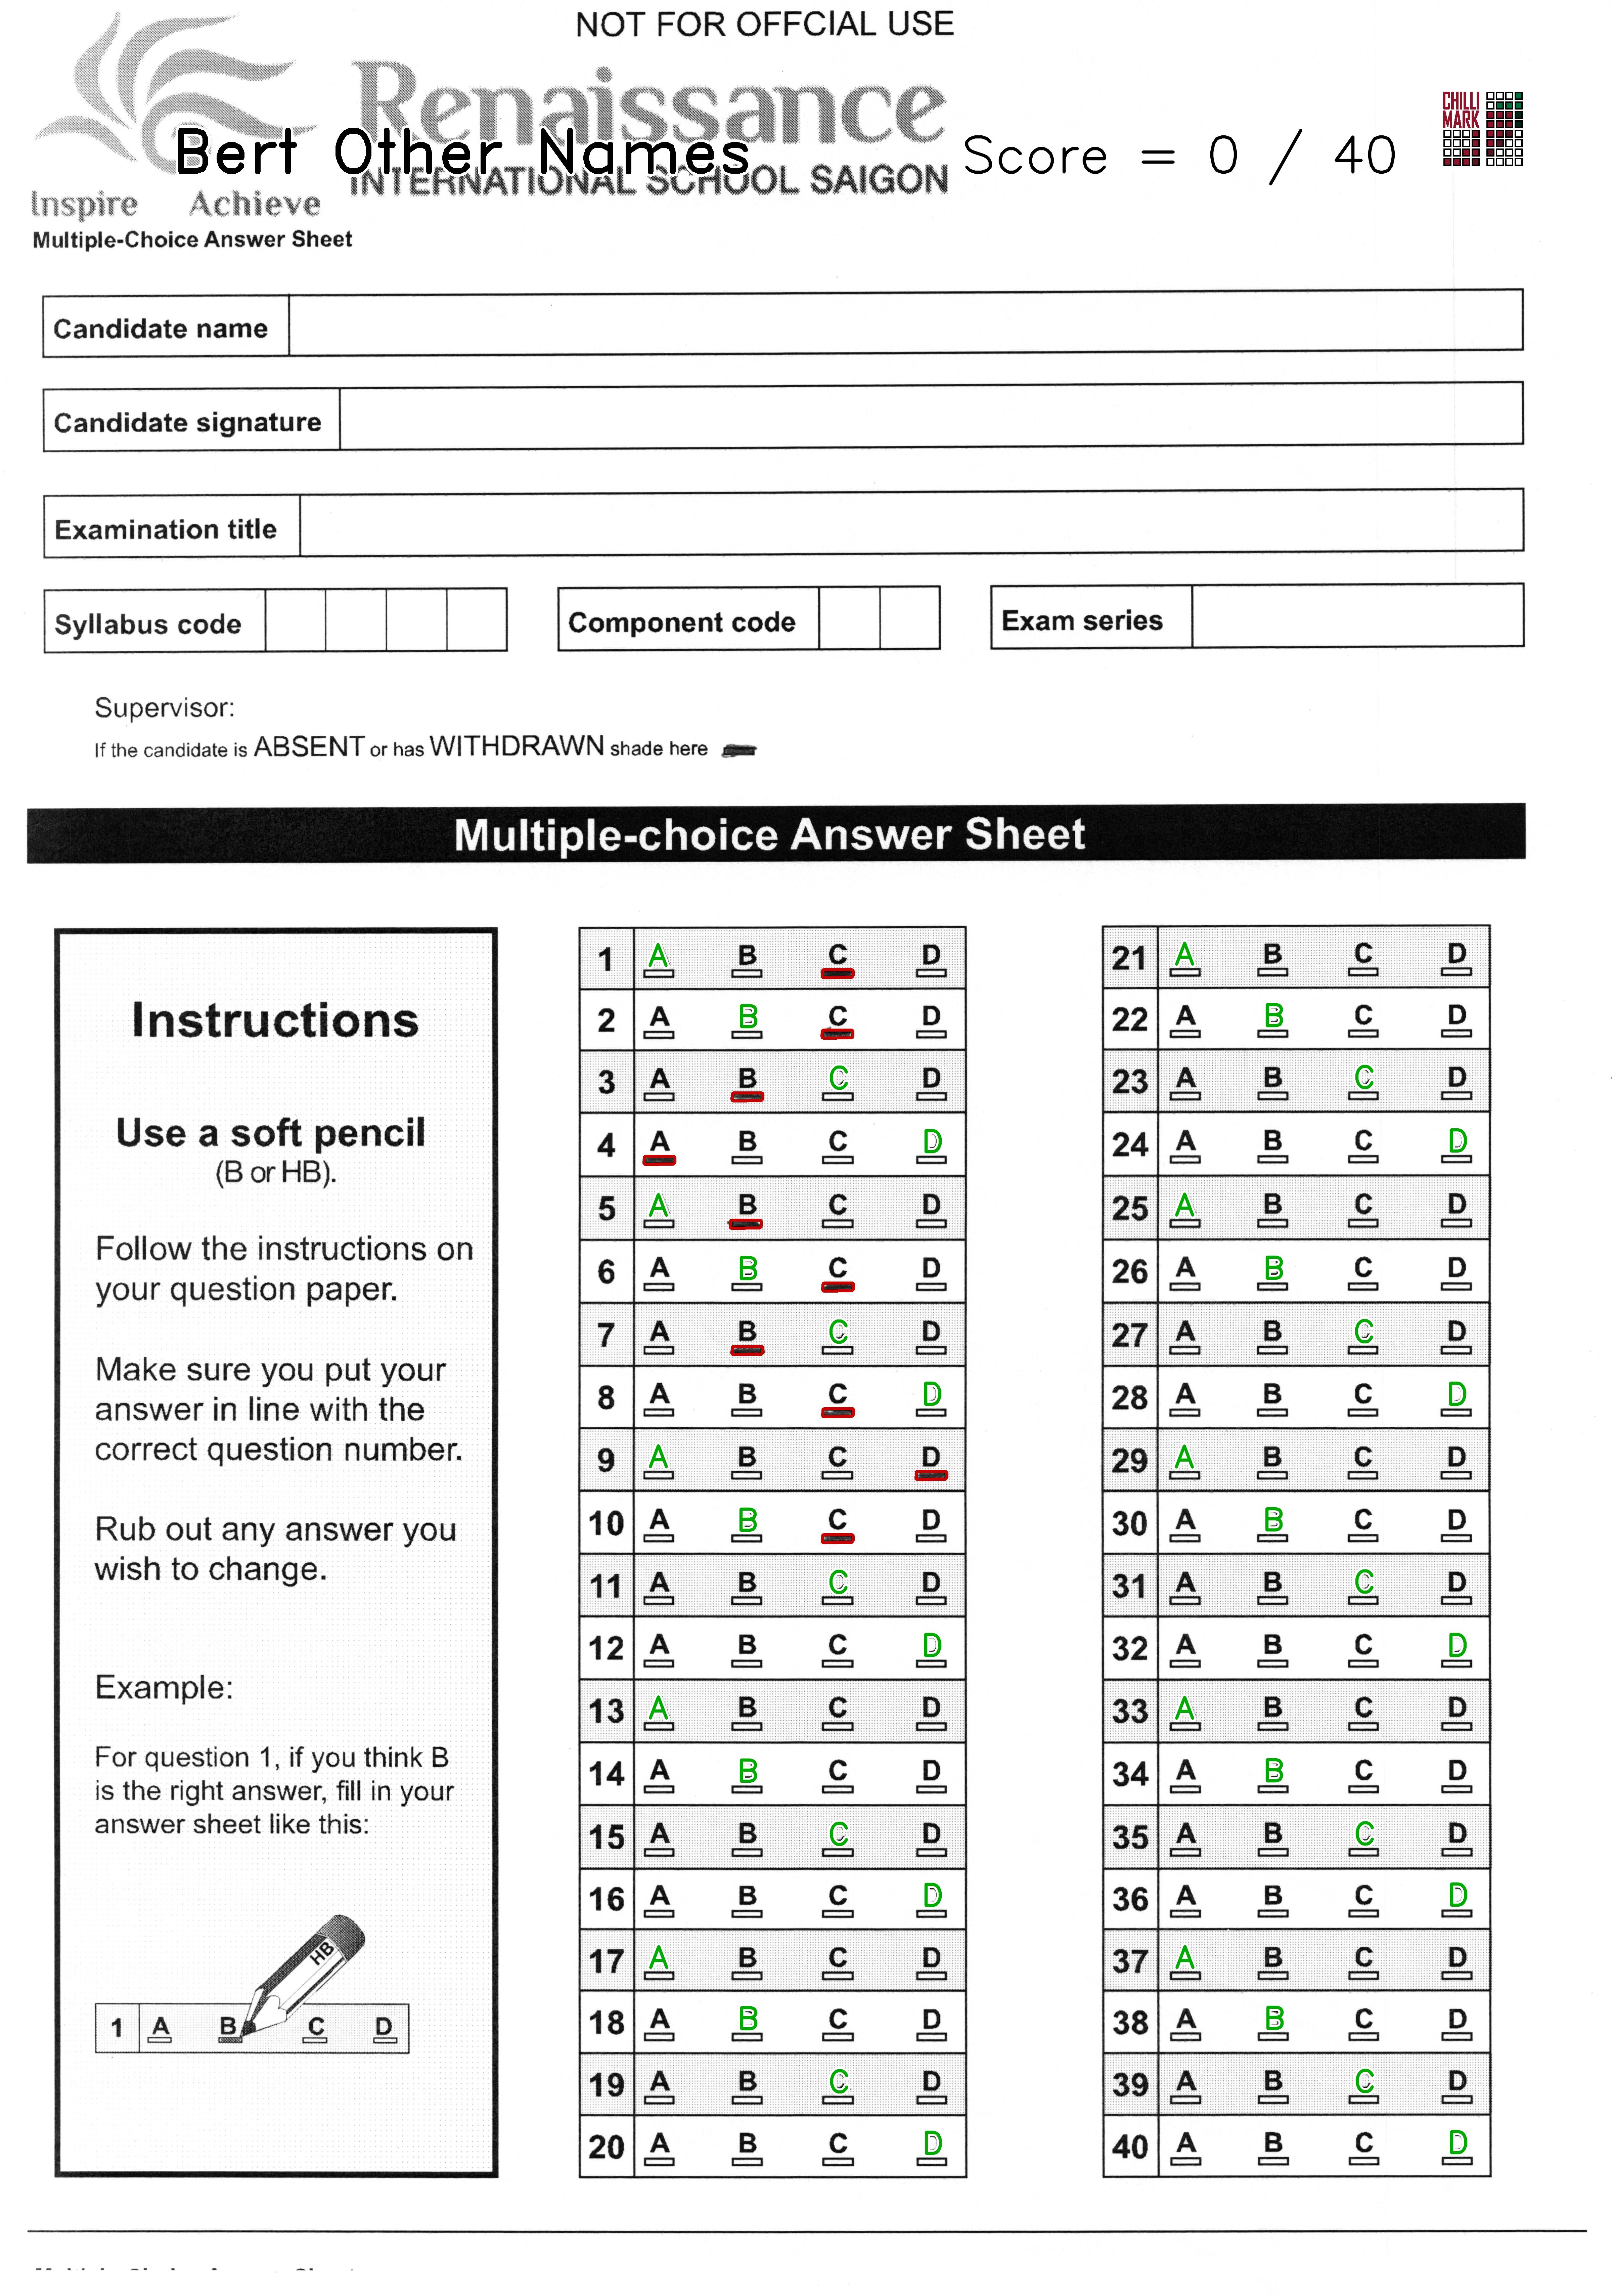 NOT FOR OFFCIAL USE
Renaissance
CHILLI
MARK
Bert Other Names
Score = 0 / 40
INTERNATIONAL SCHOOL SAIGON
Inspire Achieve
Multiple-Choice Answer Sheet
Candidate name
Candidate signature
Examination title
Syllabus code
Component code
Exam series
Supervisor:
If the candidate is ABSENT or has WITHDRAWN shade here
Multiple-choice Answer Sheet
Instructions
Use a soft pencil
(B or HB).
Follow the instructions on
your question paper.
Make sure you put your
answer in line with the
correct question number.
Rub out any answer you
wish to change.
Example:
For question 1, if you think B
is the right answer, fill in your
answer sheet like this:
HB
1 A B C D
1 A B C D
2 A B C D
3 A B C D
4 A B C D
5 A B C D
6 A B C D
7 A B C D
8 A B C D
9 A B C D
10 A B C D
11 A B C D
12 A B C D
13 A B C D
14 A B C D
15 A B C D
16 A B C D
17 A B C D
18 A B C D
19 A B C D
20 A B C D
21 A B C D
22 A B C D
23 A B C D
24 A B C D
25 A B C D
26 A B C D
27 A B C D
28 A B C D
29 A B C D
30 A B C D
31 A B C D
32 A B C D
33 A B C D
34 A B C D
35 A B C D
36 A B C D
37 A B C D
38 A B C D
39 A B C D
40 A B C D